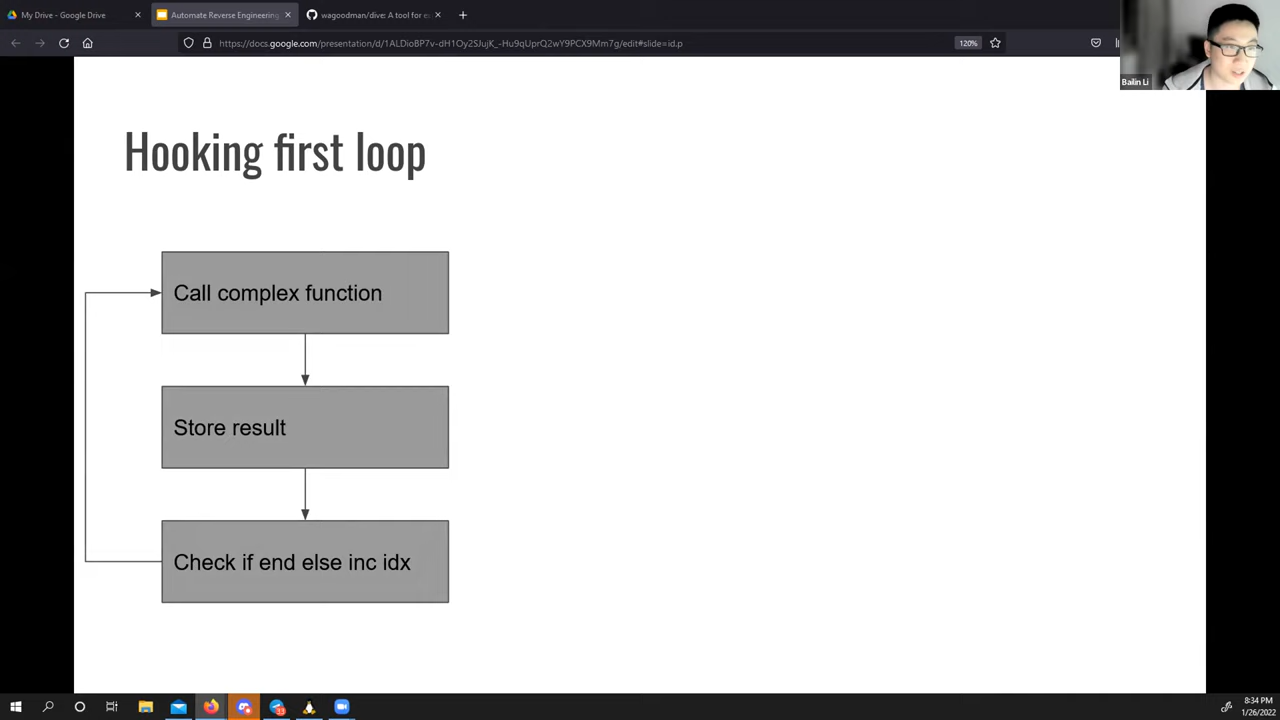 My Drive - Google Drive
Automate Reverse Engineering
wagoodman/dive: A tool for e
https://docs.google.com/presentation/d/1ALDioBP7v-dH1Oy2SJujK_-Hu9qUprQ2wY9PCX9Mm7g/edit#slide=id.p
120%
Bailin Li
Hooking first loop
Call complex function
Store result
Check if end else inc idx
8:34 PM
1/26/2022